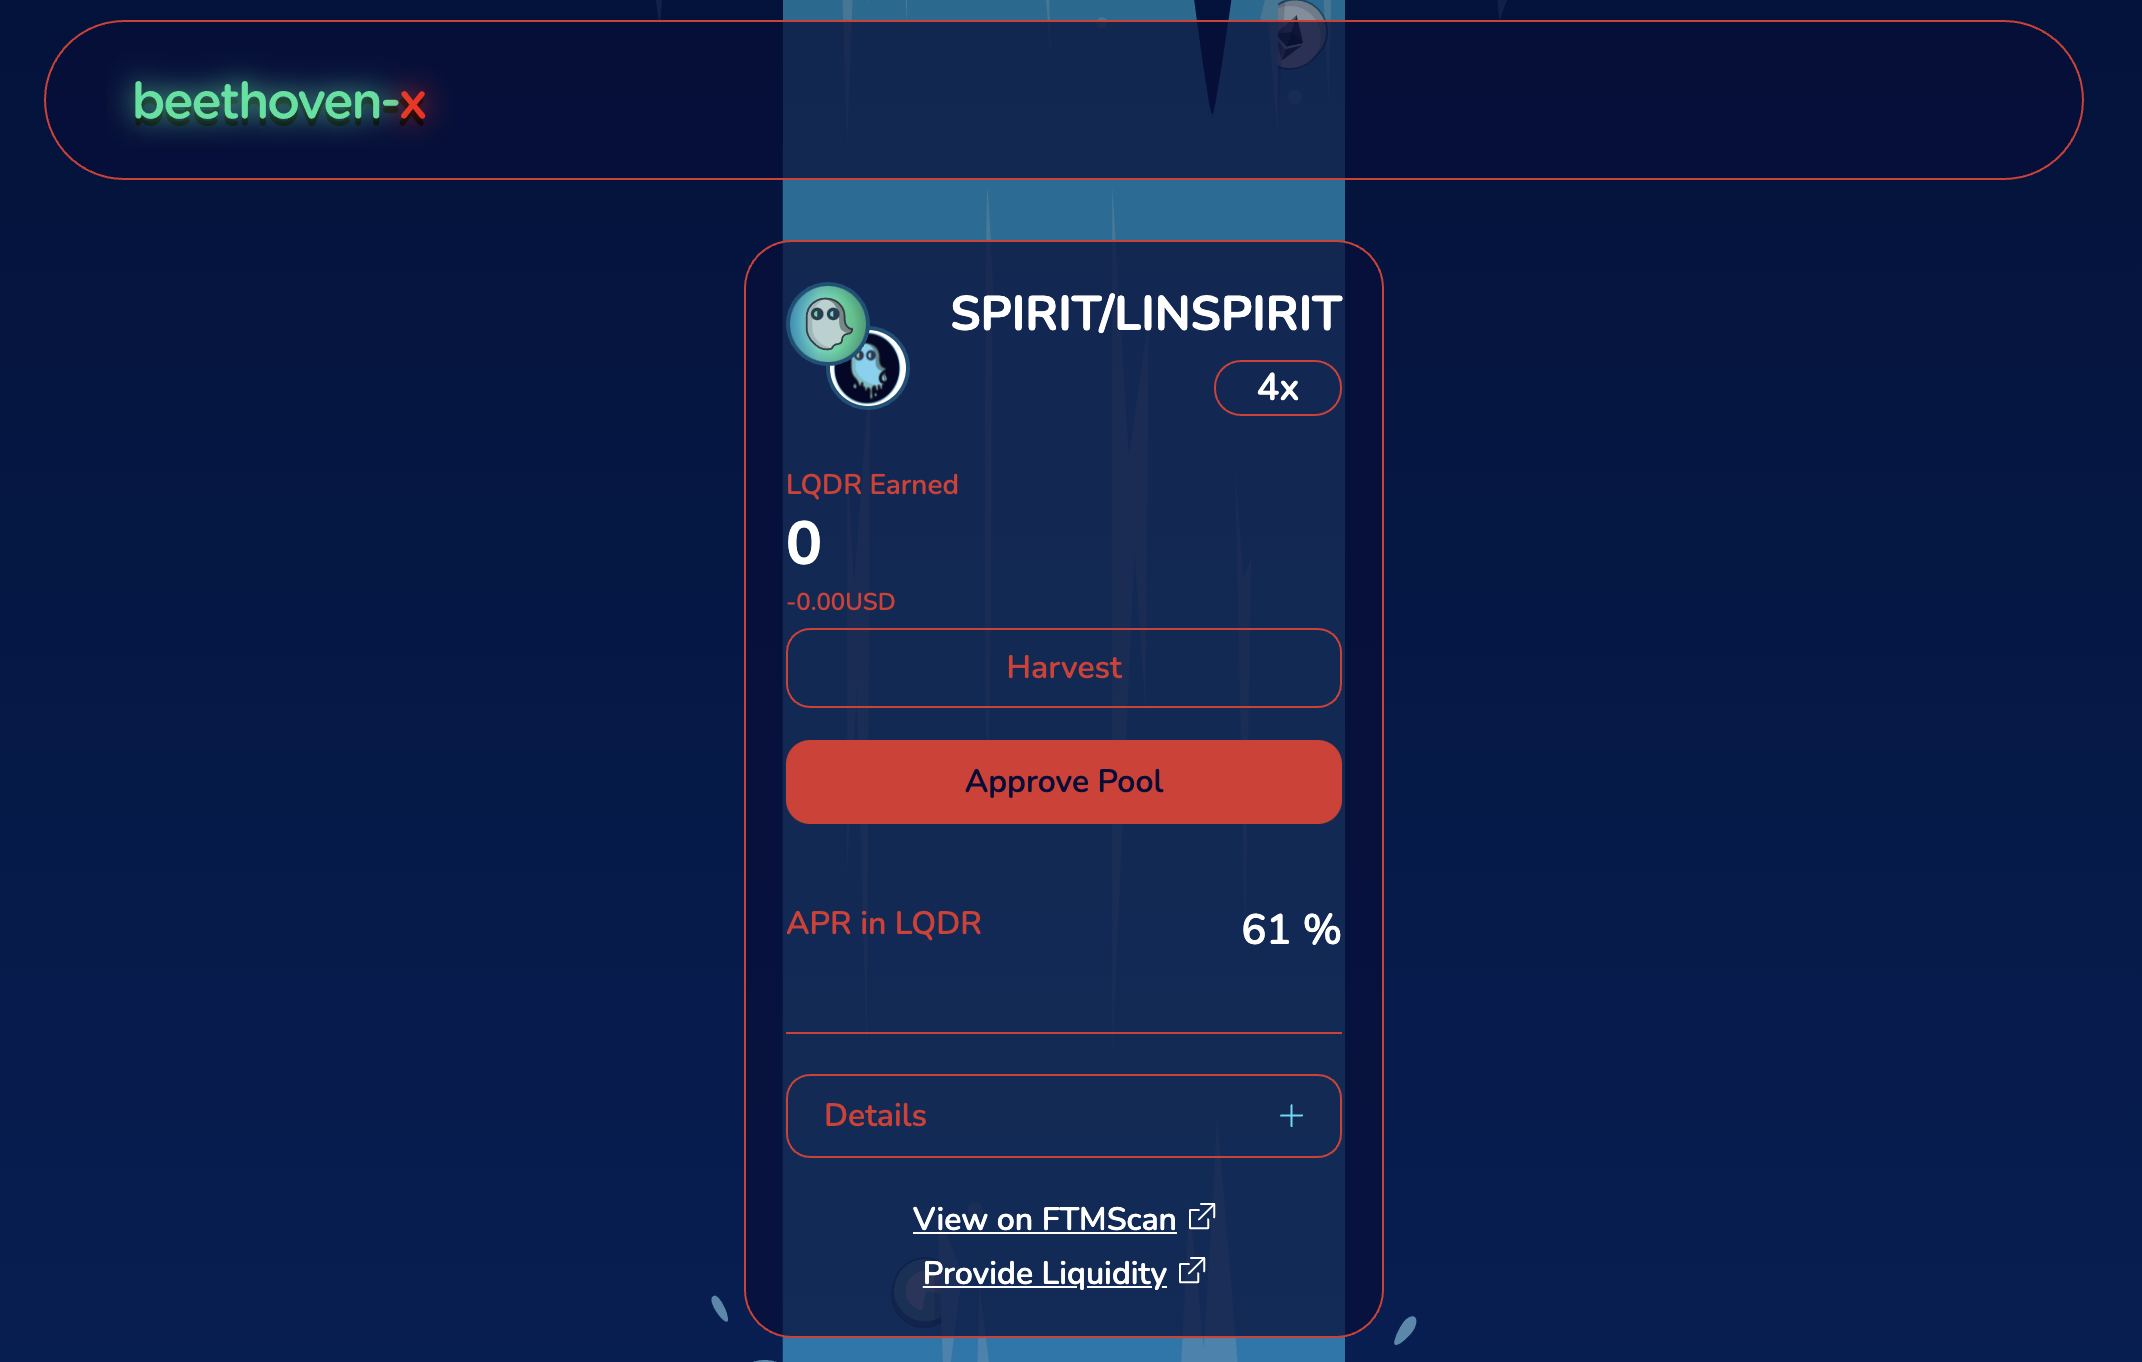 beethoven-x
SPIRIT/LINSPIRIT
4x
LQDR Earned
0
-0.00USD
Harvest
Approve Pool
APR in LQDR
61 %
Details
View on FTMScan
Provide Liquidity